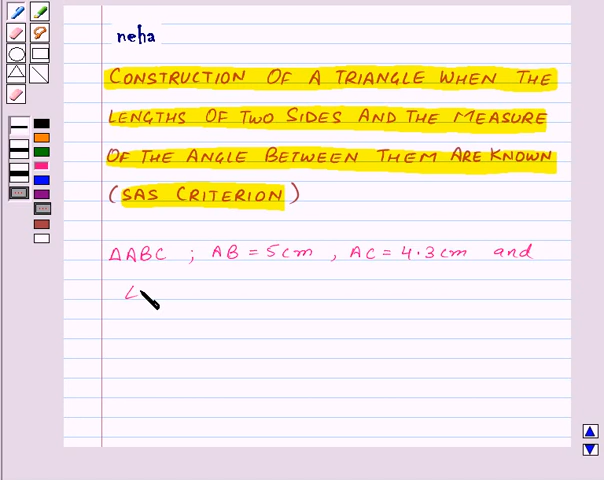 neha
CONSTRUCTION OF A TRIANGLE WHEN THE
LENGTHS OF TWO SIDES AND THE MEASURE
OF THE ANGLE BETWEEN THEM ARE KNOWN
(SAS CRITERION)
△ABC ; AB = 5cm , AC = 4.3cm and
∠